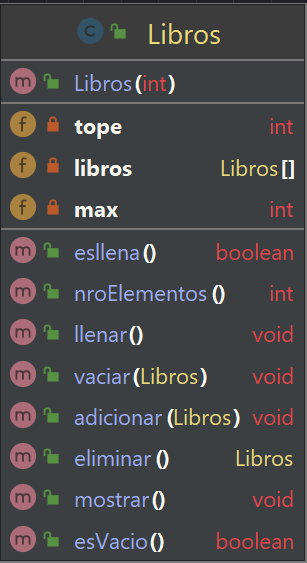 C Libros
m Libros(int)
f tope int
f libros Libros[]
f max int
m esllena() boolean
m nroElementos() int
m llenar() void
m vaciar(Libros) void
m adicionar(Libros) void
m eliminar() Libros
m mostrar() void
m esVacio() boolean